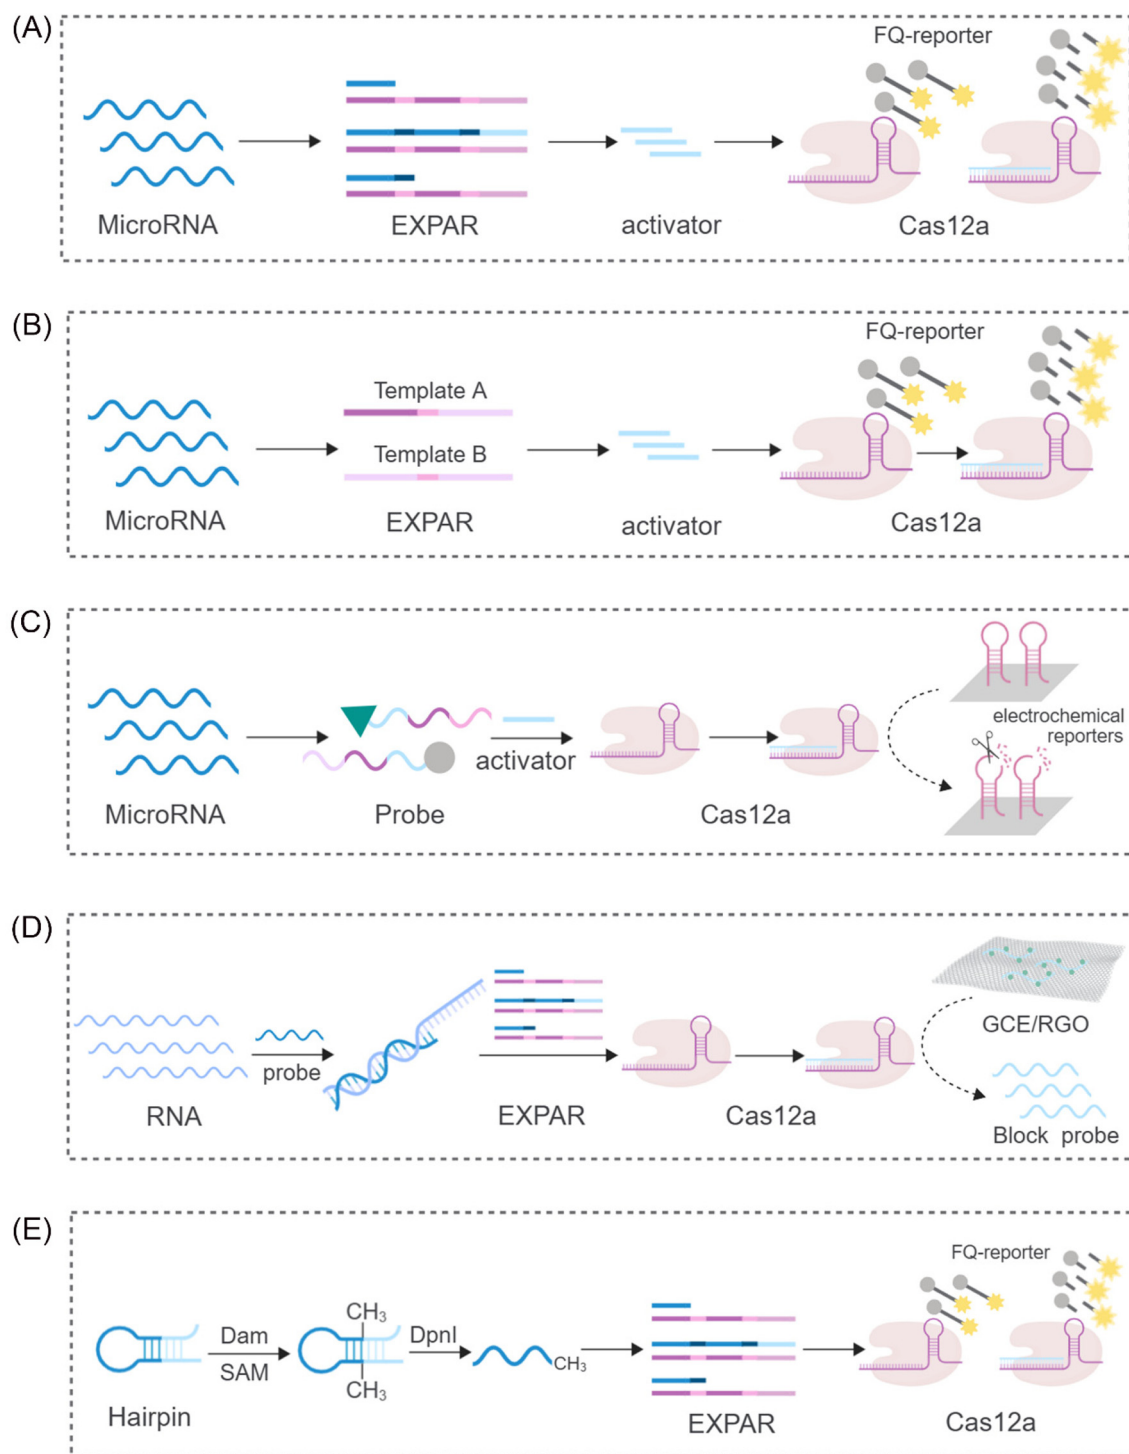 (A)
FQ-reporter
MicroRNA
EXPAR
activator
Cas12a
(B)
FQ-reporter
Template A
Template B
MicroRNA
EXPAR
activator
Cas12a
(C)
electrochemical
reporters
activator
MicroRNA
Probe
Cas12a
(D)
GCE/RGO
probe
RNA
EXPAR
Cas12a
Block probe
(E)
FQ-reporter
CH3
Dam
DpnI
SAM
CH3
CH3
Hairpin
EXPAR
Cas12a